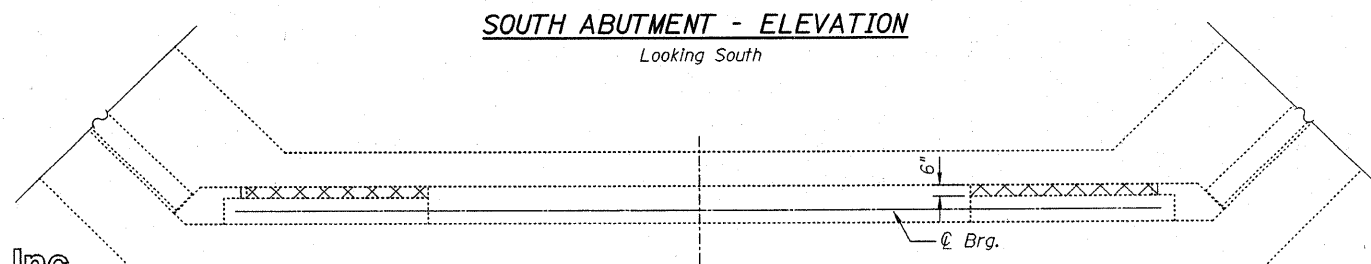 SOUTH ABUTMENT - ELEVATION
Looking South
6"
℄ Brg.
Inc.